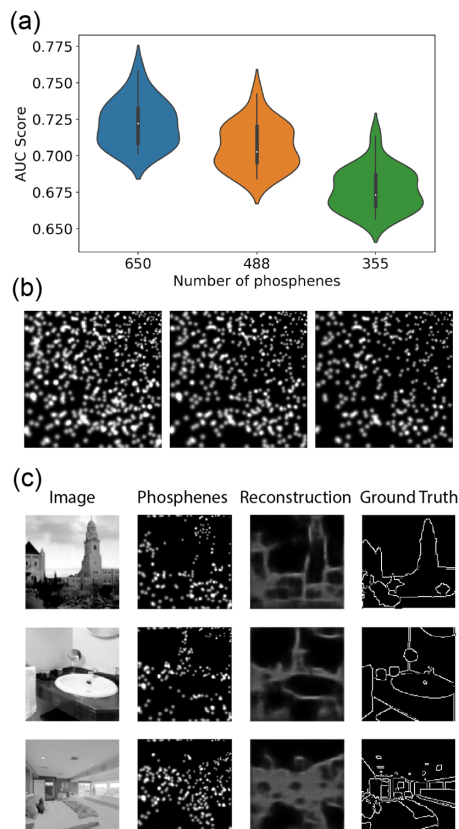 (a)
0.775
0.750
0.725
0.700
0.675
0.650
AUC Score
650 488 355
Number of phosphenes
(b)
(c)
Image Phosphenes Reconstruction Ground Truth